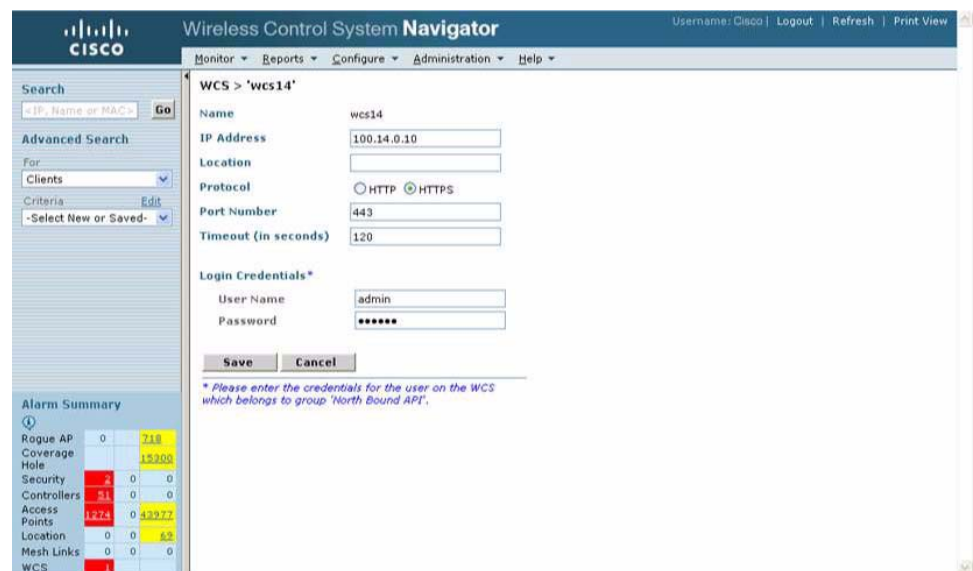 CISCO
Wireless Control System Navigator
Username: Cisco | Logout | Refresh | Print View
Monitor Reports Configure Administration Help
Search
<IP, Name or MAC> Go
Advanced Search
For
Clients
Criteria Edit
-Select New or Saved-
WCS > 'wcs14'
Name wcs14
IP Address 100.14.0.10
Location
Protocol HTTP HTTPS
Port Number 443
Timeout (in seconds) 120
Login Credentials*
User Name admin
Password ••••••
Save Cancel
* Please enter the credentials for the user on the WCS
which belongs to group 'North Bound API'.
Alarm Summary
Rogue AP 0 718
Coverage
Hole 15300
Security 2 0 0
Controllers 51 0 0
Access
Points 1274 0 43977
Location 0 0 69
Mesh Links 0 0 0
WCS 1